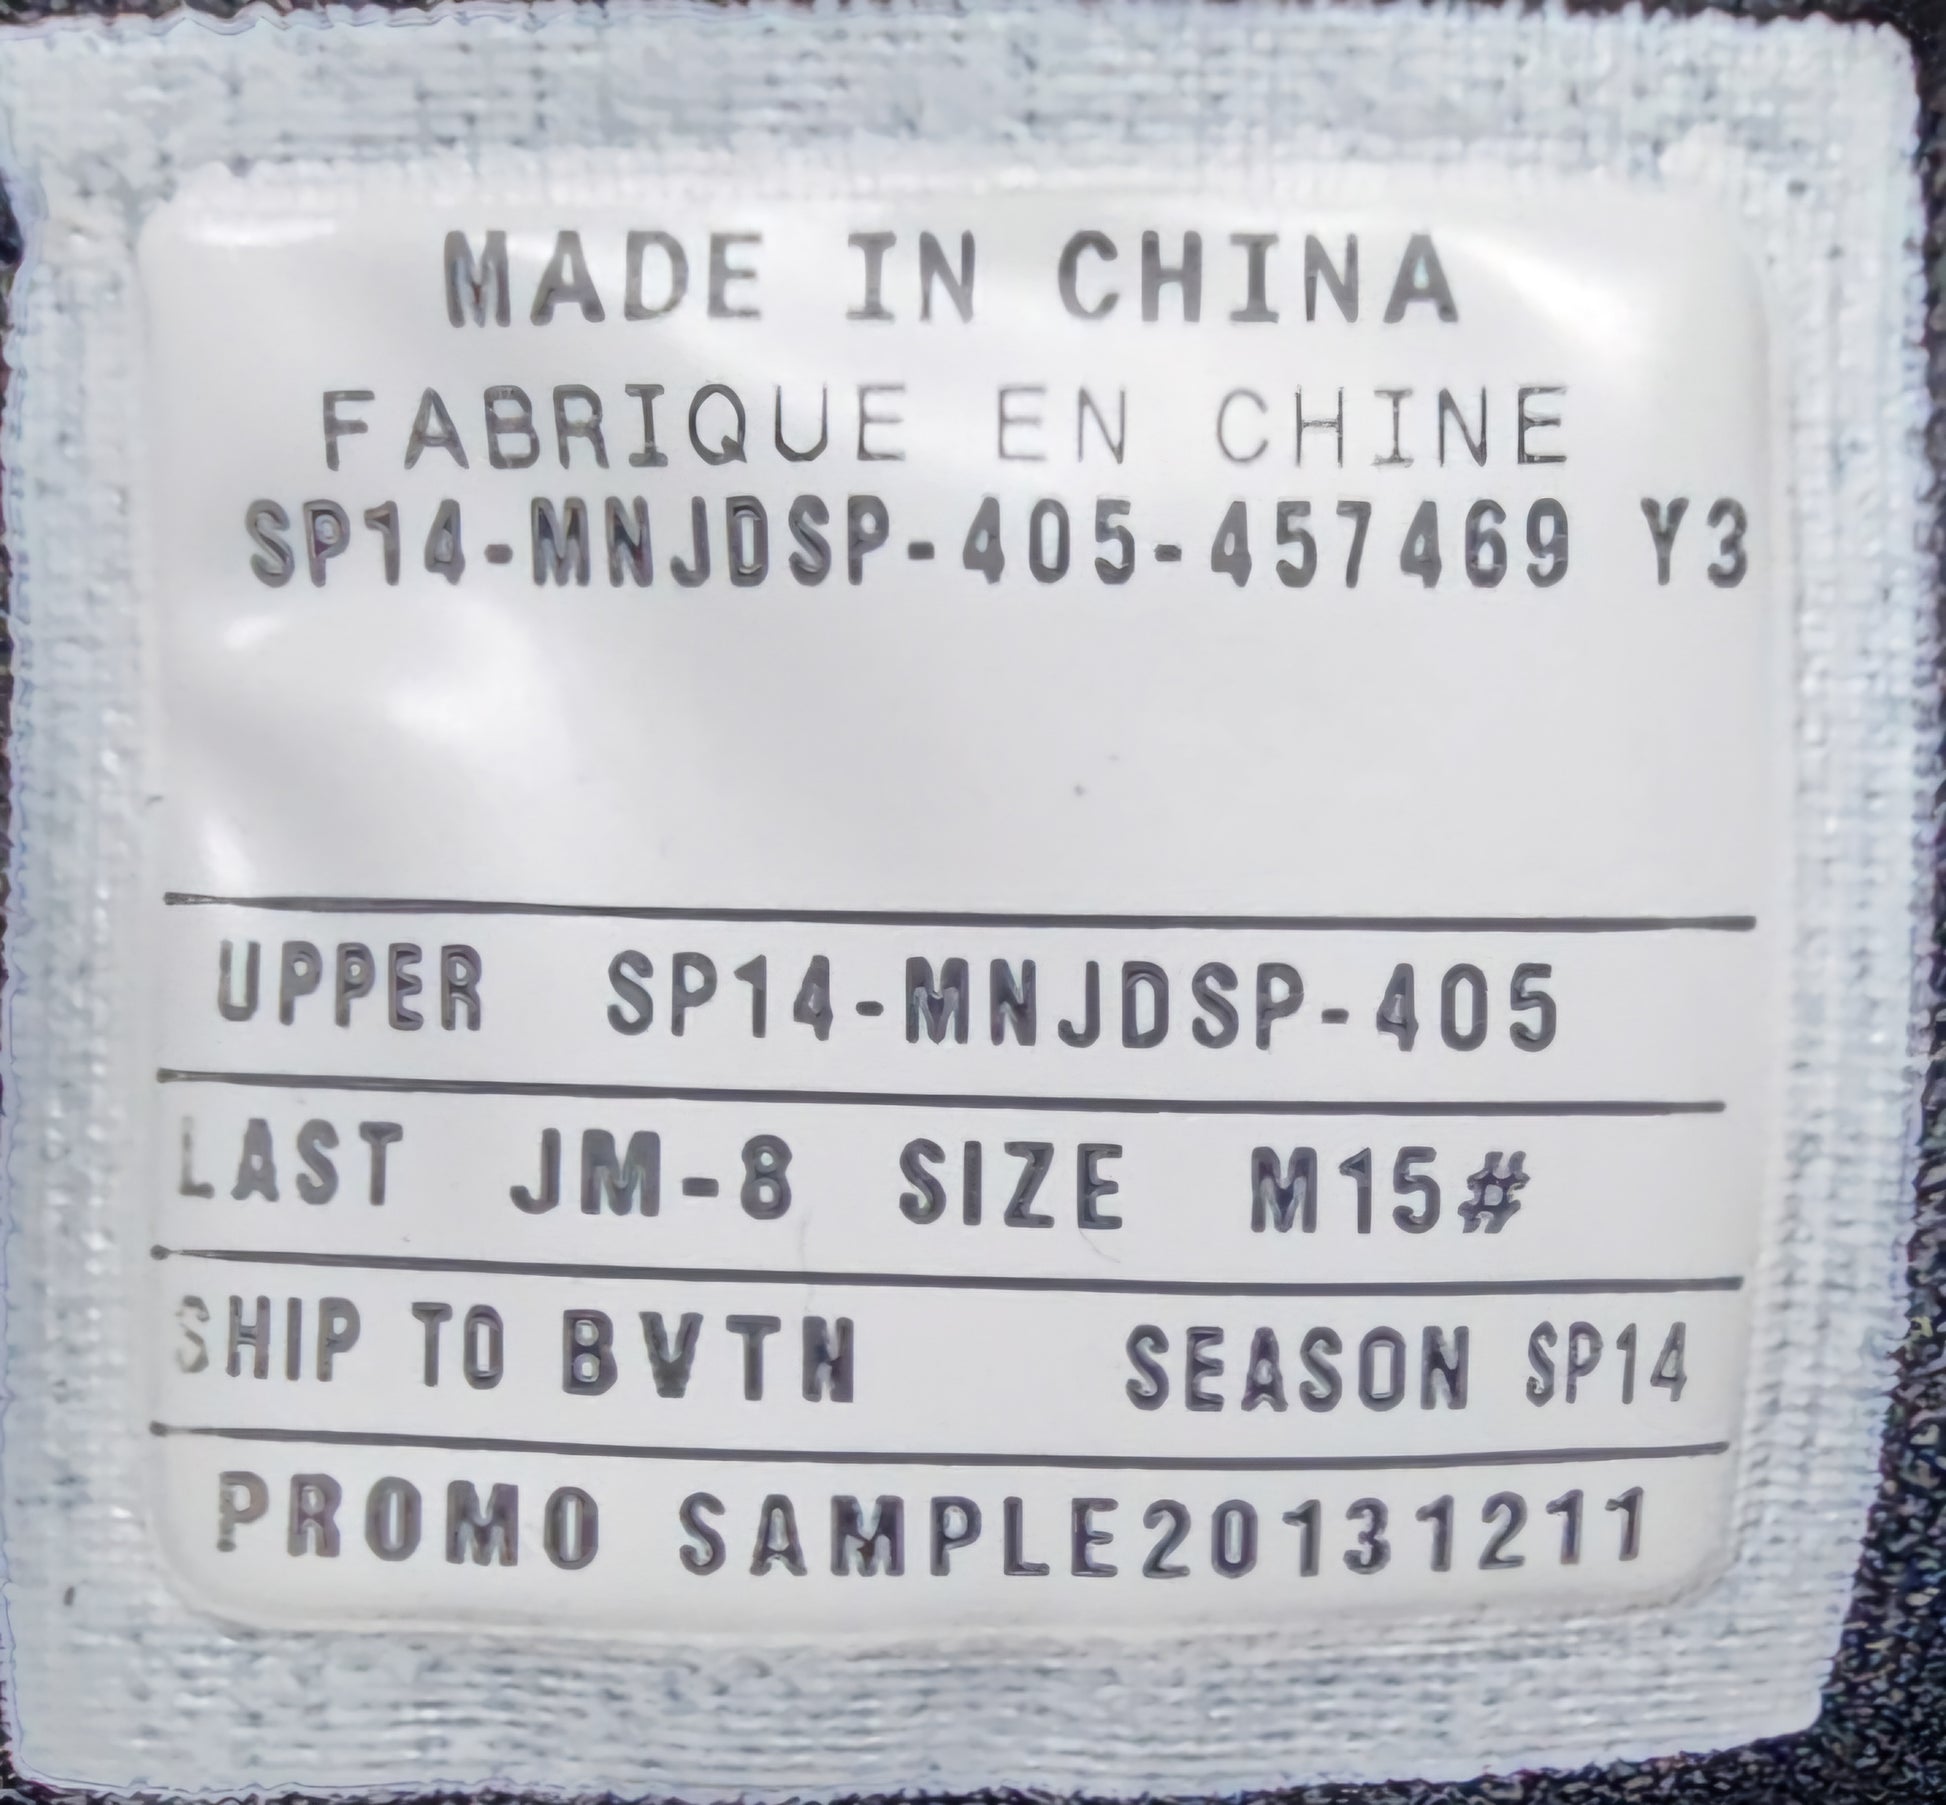 MADE IN CHINA
FABRIQUE EN CHINE
SP14-MNJDSP-405-457469 Y3
UPPER SP14-MNJDSP-405
LAST JM-8 SIZE M15#
SHIP TO BVTN SEASON SP14
PROMO SAMPLE20131211